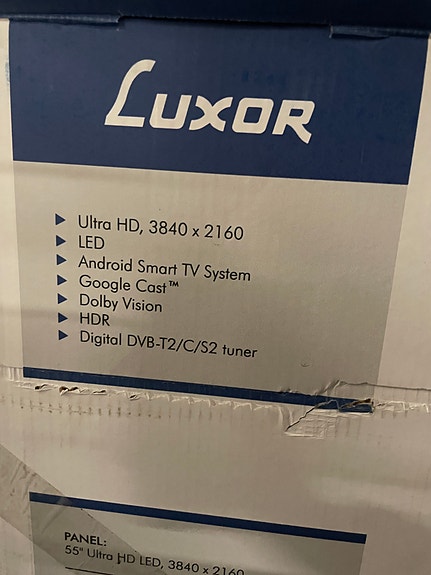 LUXOR
▶ Ultra HD, 3840 x 2160
▶ LED
▶ Android Smart TV System
▶ Google Cast™
▶ Dolby Vision
▶ HDR
▶ Digital DVB-T2/C/S2 tuner
PANEL:
55" Ultra HD LED, 3840 x 2160